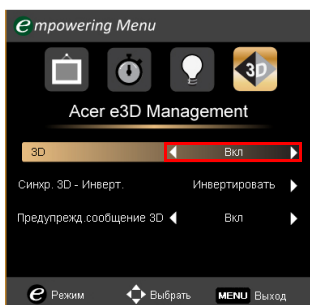 empowering Menu
3D
Acer e3D Management
3D Вкл
Синхр. 3D - Инверт. Инвертировать
Предупрежд.сообщение 3D Вкл
e Режим Выбрать MENU Выход